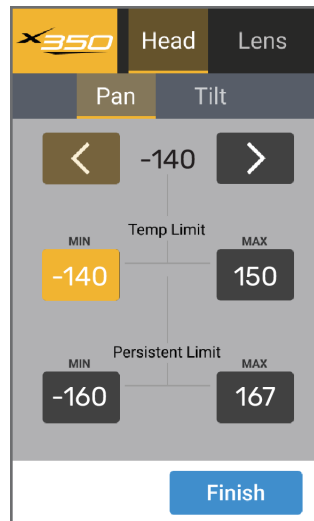 x350 Head Lens
Pan Tilt
-140
Temp Limit
MIN MAX
-140 150
Persistent Limit
MIN MAX
-160 167
Finish